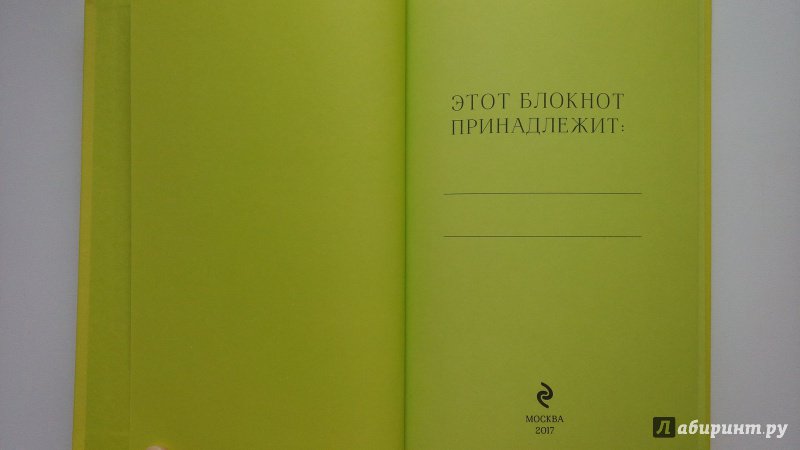 ЭТОТ БЛОКНОТ
ПРИНАДЛЕЖИТ:
МОСКВА
2017
Лабиринт.ру